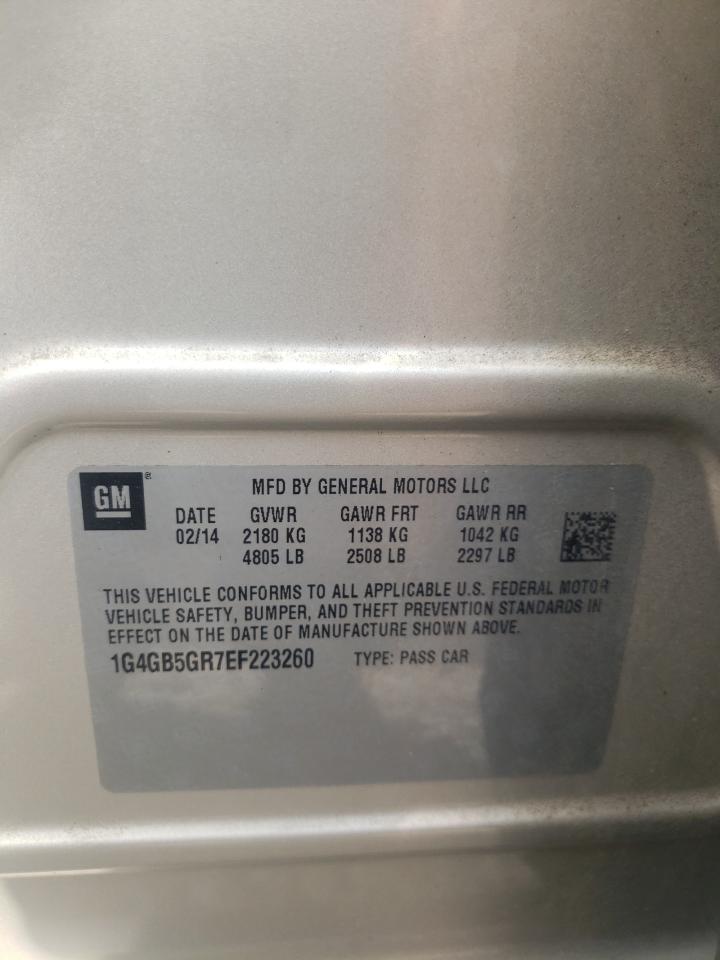 GM®
MFD BY GENERAL MOTORS LLC
DATE GVWR GAWR FRT GAWR RR
02/14 2180 KG 1138 KG 1042 KG
4805 LB 2508 LB 2297 LB
THIS VEHICLE CONFORMS TO ALL APPLICABLE U.S. FEDERAL MOTOR
VEHICLE SAFETY, BUMPER, AND THEFT PREVENTION STANDARDS IN
EFFECT ON THE DATE OF MANUFACTURE SHOWN ABOVE.
1G4GB5GR7EF223260 TYPE: PASS CAR